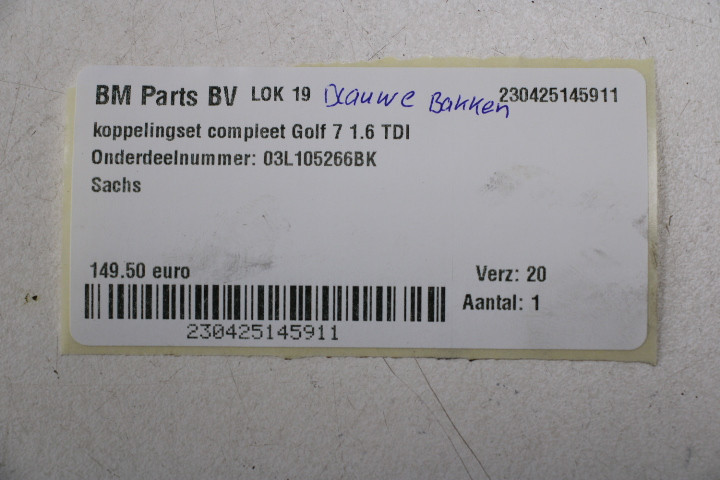 BM Parts BV LOK 19 Blauwe Bakken 230425145911
koppelingset compleet Golf 7 1.6 TDI
Onderdeelnummer: 03L105266BK
Sachs
149.50 euro Verz: 20
Aantal: 1
230425145911